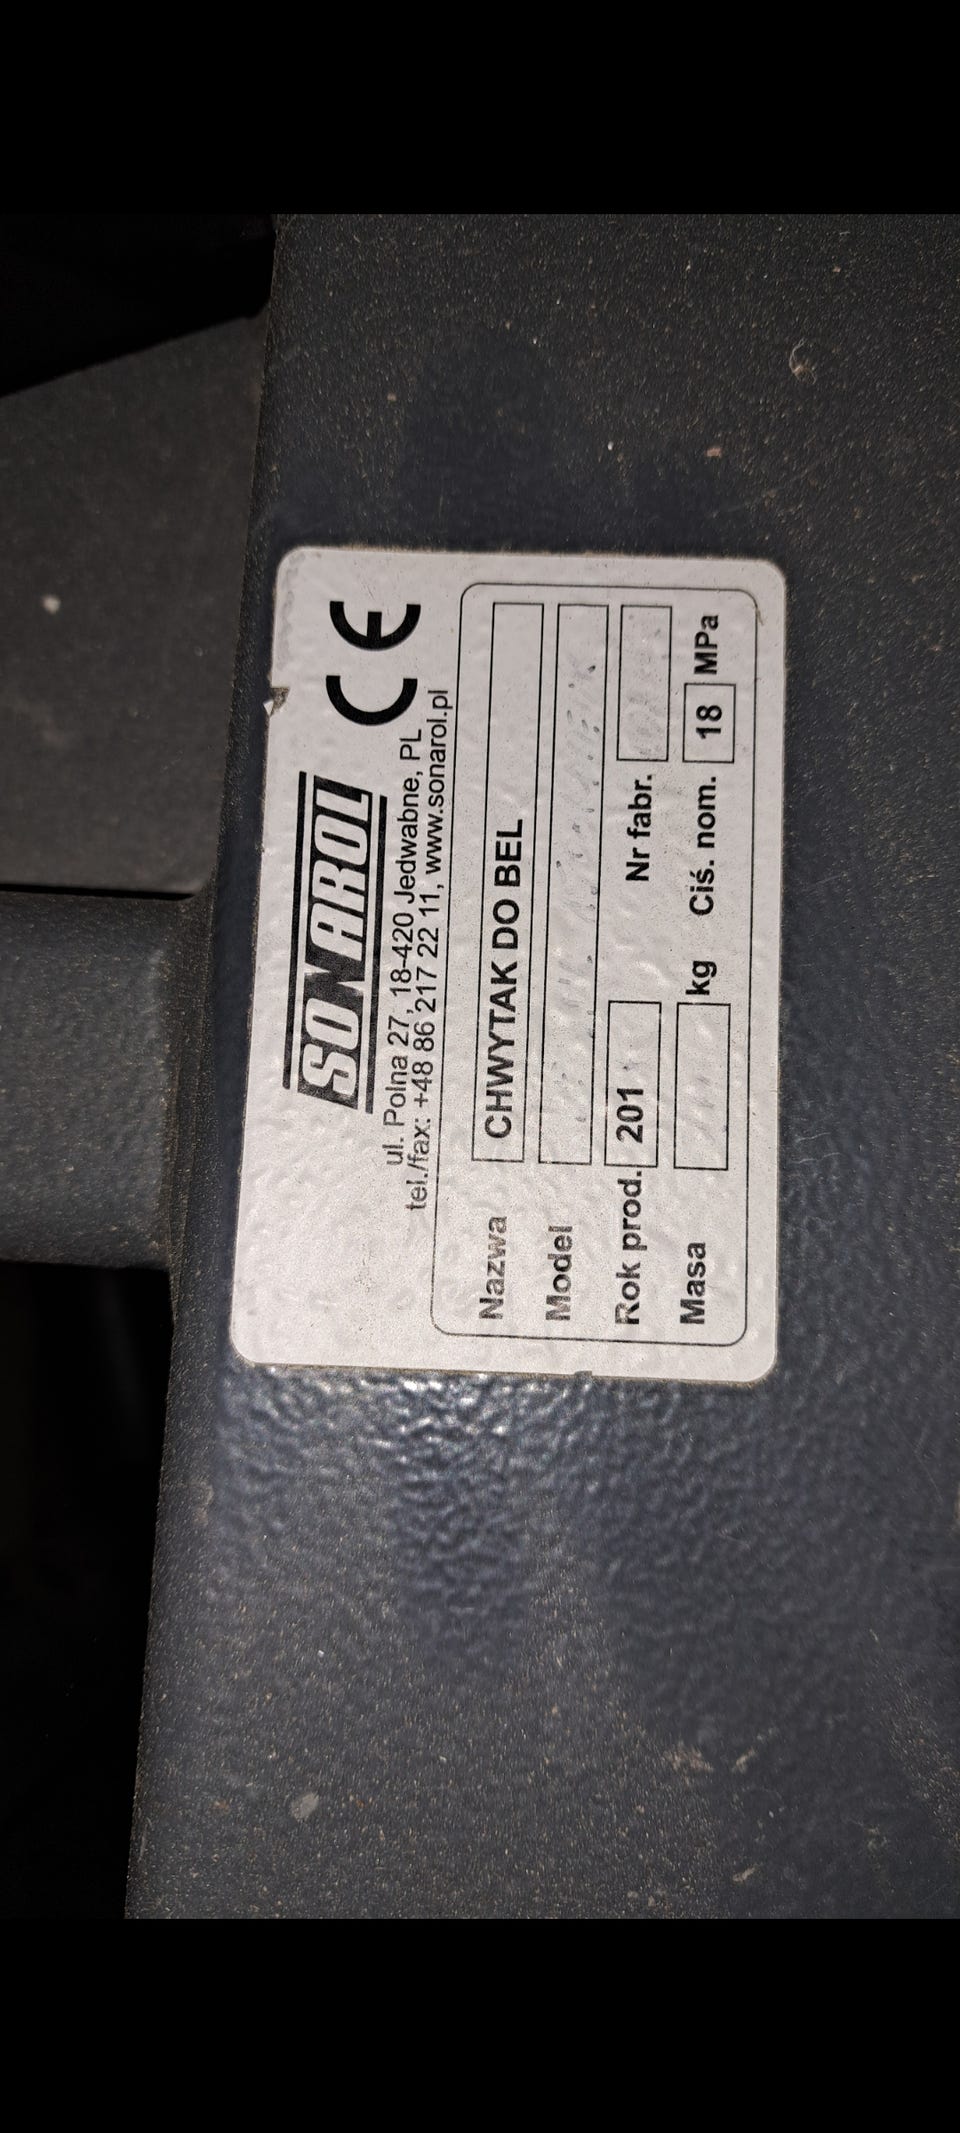 SONAROL CE
ul. Polna 27, 18-420 Jedwabne, PL
tel./fax: +48 86 217 22 11, www.sonarol.pl
Nazwa CHWYTAK DO BEL
Model
Rok prod. 201 Nr fabr.
Masa kg Ciś. nom. 18 MPa